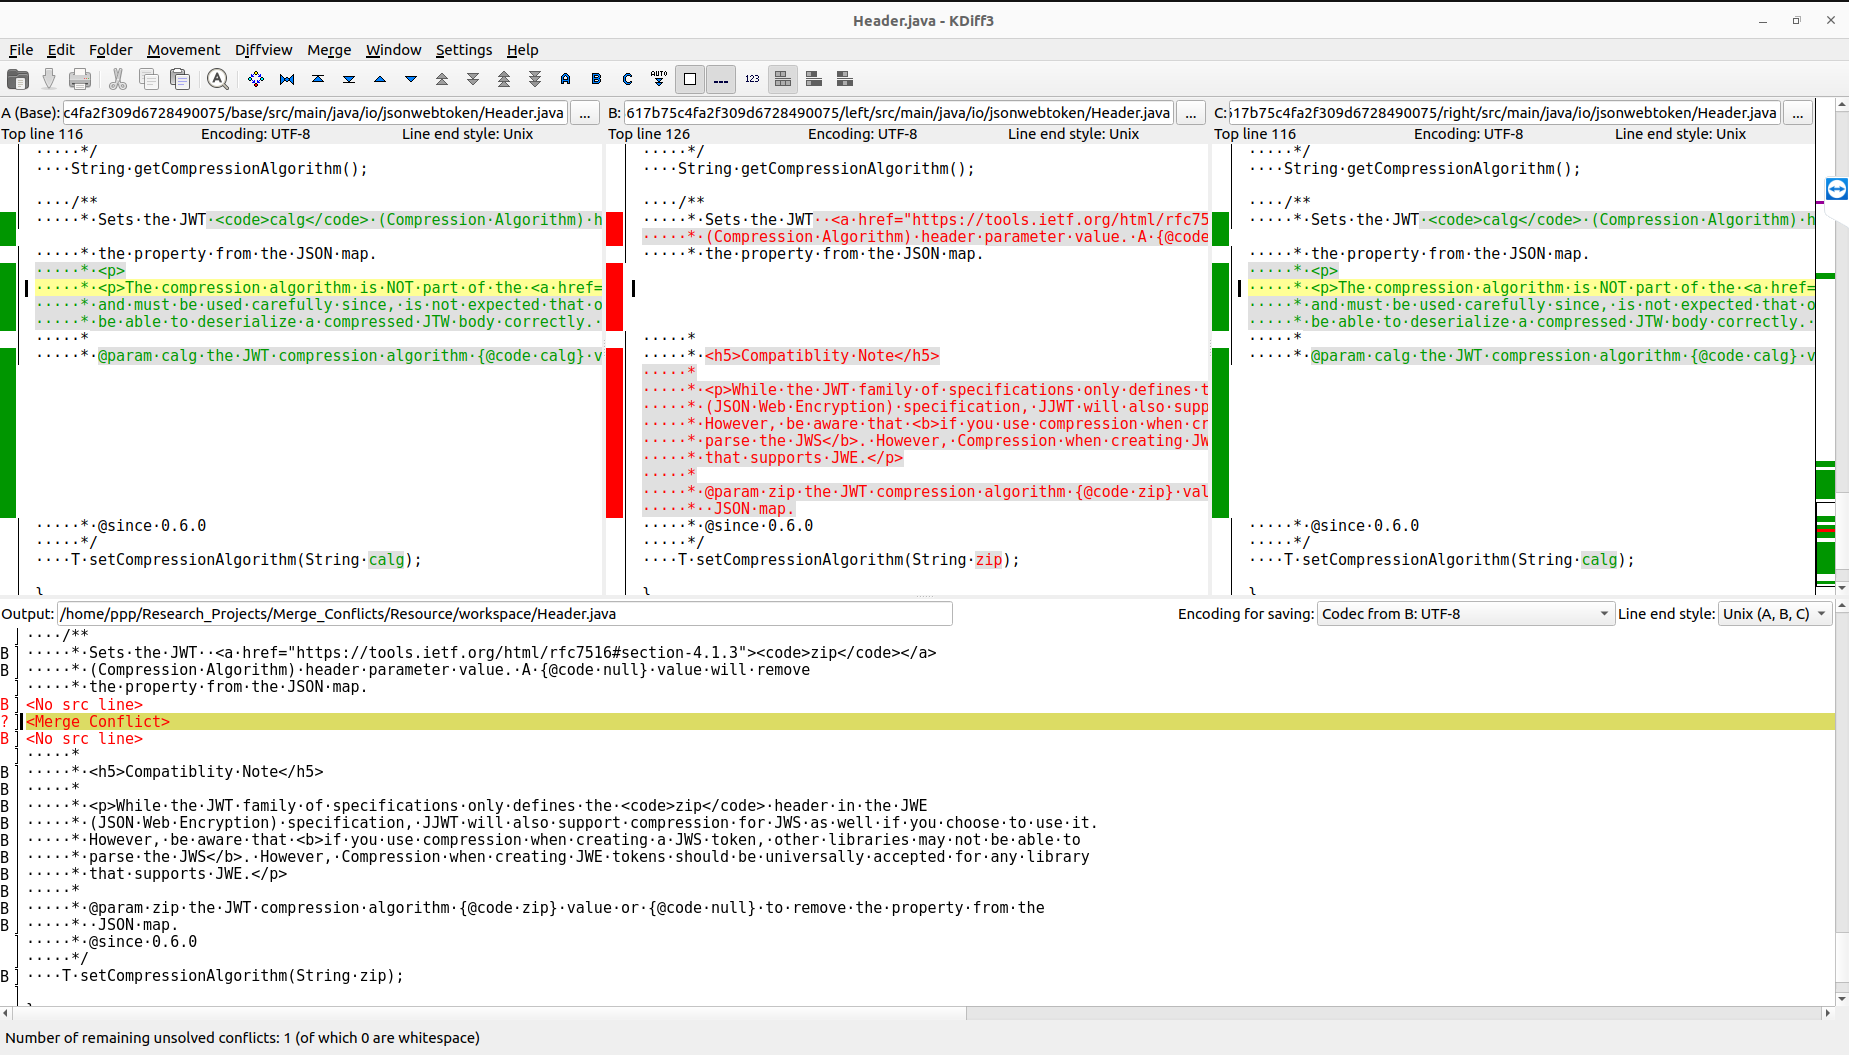 Header.java - KDiff3
File Edit Folder Movement Diffview Merge Window Settings Help
A B C AUTO 123
A (Base): c4fa2f309d6728490075/base/src/main/java/io/jsonwebtoken/Header.java ...
Top line 116 Encoding: UTF-8 Line end style: Unix
·····*/
····String·getCompressionAlgorithm();
····/**
·····*·Sets·the·JWT·<code>calg</code>·(Compression·Algorithm)·h
·····*·the·property·from·the·JSON·map.
·····*·<p>
·····*·<p>The·compression·algorithm·is·NOT·part·of·the·<a·href=
·····*·and·must·be·used·carefully·since,·is·not·expected·that·o
·····*·be·able·to·deserialize·a·compressed·JTW·body·correctly.·
·····*
·····*·@param·calg·the·JWT·compression·algorithm·{@code·calg}·v
·····*·@since·0.6.0
·····*/
····T·setCompressionAlgorithm(String·calg);
}
B: 617b75c4fa2f309d6728490075/left/src/main/java/io/jsonwebtoken/Header.java ...
Top line 126 Encoding: UTF-8 Line end style: Unix
·····*/
····String·getCompressionAlgorithm();
····/**
·····*·Sets·the·JWT··<a·href="https://tools.ietf.org/html/rfc75
·····*·(Compression·Algorithm)·header·parameter·value.·A·{@code
·····*·the·property·from·the·JSON·map.
·····*
·····*·<h5>Compatiblity·Note</h5>
·····*
·····*·<p>While·the·JWT·family·of·specifications·only·defines·t
·····*·(JSON·Web·Encryption)·specification,·JJWT·will·also·supp
·····*·However,·be·aware·that·<b>if·you·use·compression·when·cr
·····*·parse·the·JWS</b>.·However,·Compression·when·creating·JW
·····*·that·supports·JWE.</p>
·····*
·····*·@param·zip·the·JWT·compression·algorithm·{@code·zip}·val
·····*··JSON·map.
·····*·@since·0.6.0
·····*/
····T·setCompressionAlgorithm(String·zip);
}
C: 617b75c4fa2f309d6728490075/right/src/main/java/io/jsonwebtoken/Header.java ...
Top line 116 Encoding: UTF-8 Line end style: Unix
·····*/
····String·getCompressionAlgorithm();
····/**
·····*·Sets·the·JWT·<code>calg</code>·(Compression·Algorithm)·h
·····*·the·property·from·the·JSON·map.
·····*·<p>
·····*·<p>The·compression·algorithm·is·NOT·part·of·the·<a·href=
·····*·and·must·be·used·carefully·since,·is·not·expected·that·o
·····*·be·able·to·deserialize·a·compressed·JTW·body·correctly.·
·····*
·····*·@param·calg·the·JWT·compression·algorithm·{@code·calg}·v
·····*·@since·0.6.0
·····*/
····T·setCompressionAlgorithm(String·calg);
}
Output: /home/ppp/Research_Projects/Merge_Conflicts/Resource/workspace/Header.java Encoding for saving: Codec from B: UTF-8 Line end style: Unix (A, B, C)
····/**
B ·····*·Sets·the·JWT··<a·href="https://tools.ietf.org/html/rfc7516#section-4.1.3"><code>zip</code></a>
B ·····*·(Compression·Algorithm)·header·parameter·value.·A·{@code·null}·value·will·remove
·····*·the·property·from·the·JSON·map.
B <No src line>
? <Merge Conflict>
B <No src line>
·····*
B ·····*·<h5>Compatiblity·Note</h5>
B ·····*
B ·····*·<p>While·the·JWT·family·of·specifications·only·defines·the·<code>zip</code>·header·in·the·JWE
B ·····*·(JSON·Web·Encryption)·specification,·JJWT·will·also·support·compression·for·JWS·as·well·if·you·choose·to·use·it.
B ·····*·However,·be·aware·that·<b>if·you·use·compression·when·creating·a·JWS·token,·other·libraries·may·not·be·able·to
B ·····*·parse·the·JWS</b>.·However,·Compression·when·creating·JWE·tokens·should·be·universally·accepted·for·any·library
B ·····*·that·supports·JWE.</p>
B ·····*
B ·····*·@param·zip·the·JWT·compression·algorithm·{@code·zip}·value·or·{@code·null}·to·remove·the·property·from·the
B ·····*··JSON·map.
·····*·@since·0.6.0
·····*/
B ····T·setCompressionAlgorithm(String·zip);
Number of remaining unsolved conflicts: 1 (of which 0 are whitespace)